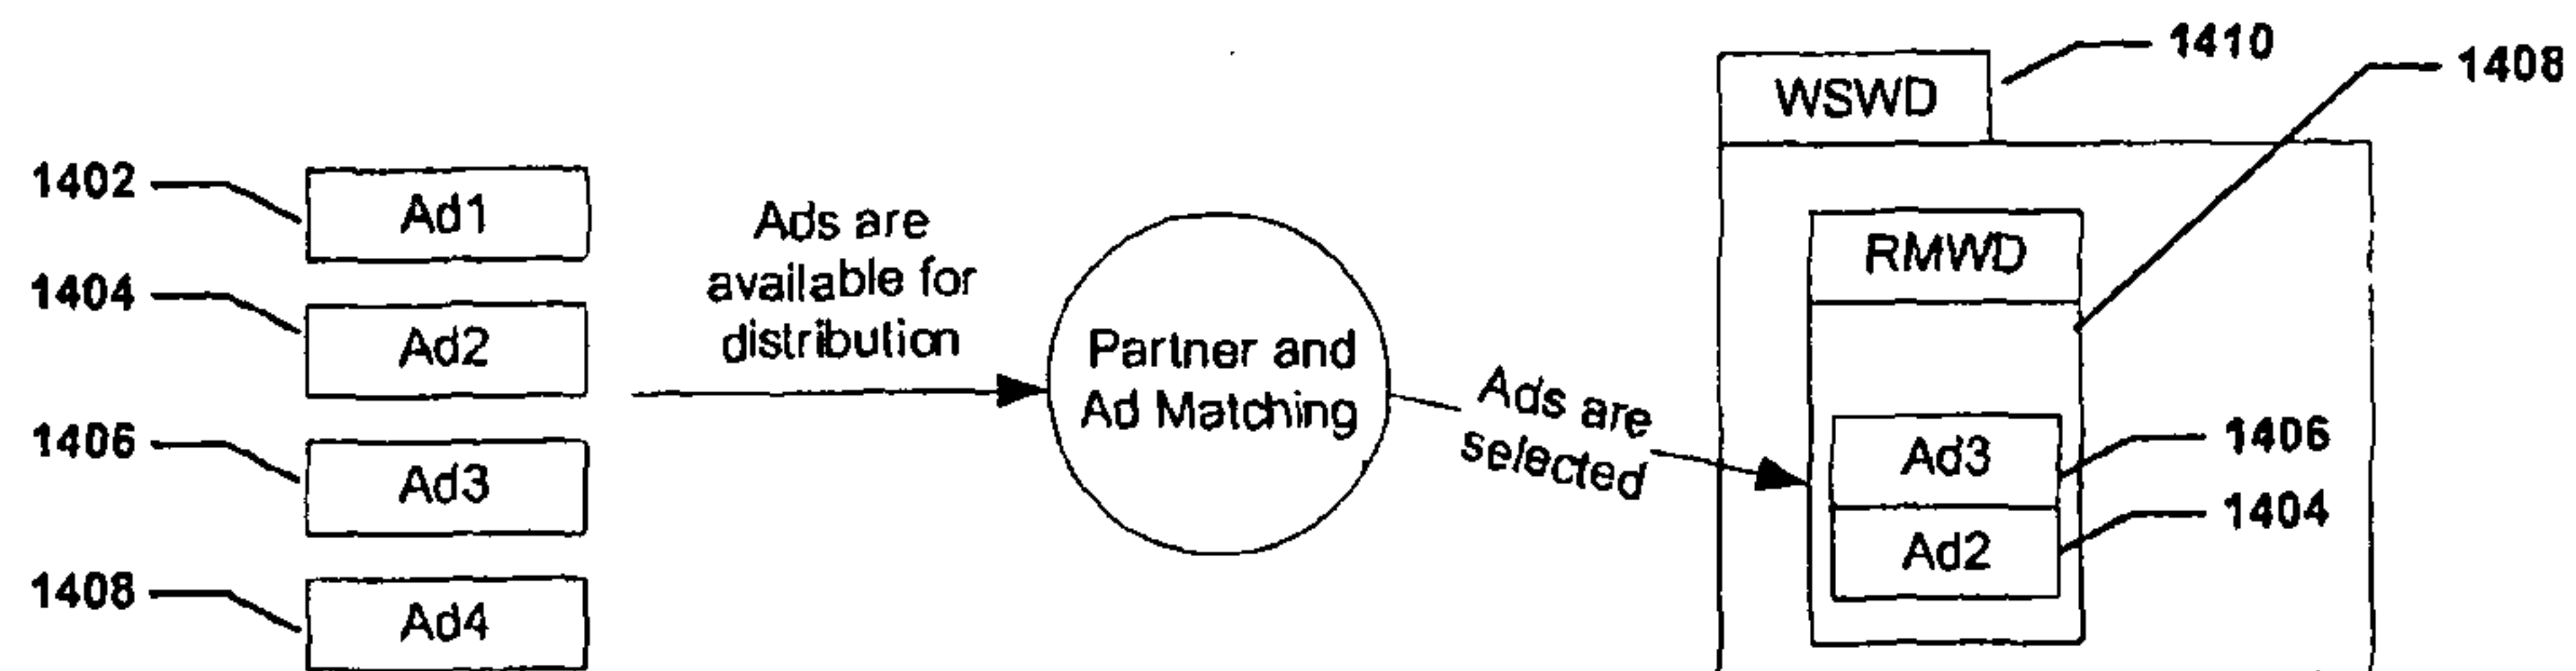 1402
Ad1
1404
Ad2
1406
Ad3
1408
Ad4
Ads are
available for
distribution
Partner and
Ad Matching
Ads are
selected
WSWD
1410
1408
RMWD
Ad3
1406
Ad2
1404